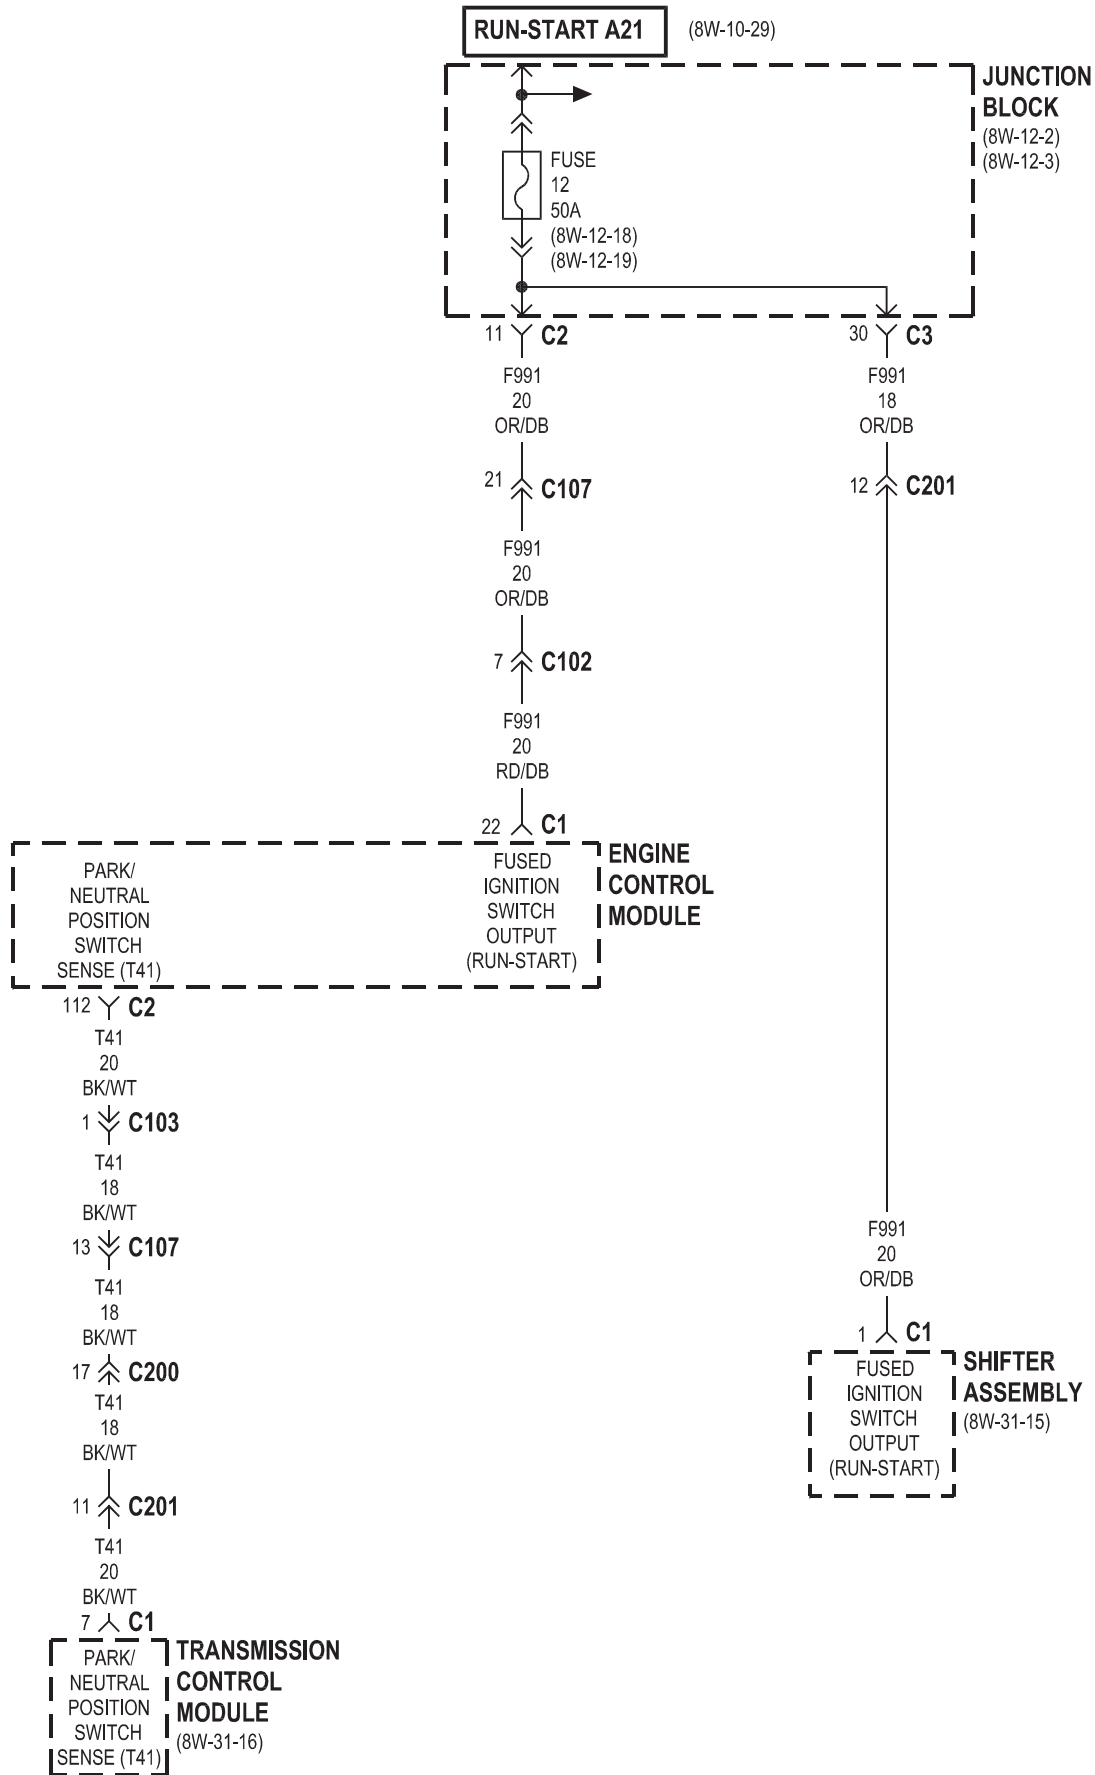 RUN-START A21 (8W-10-29)
JUNCTION
BLOCK
(8W-12-2)
(8W-12-3)
FUSE
12
50A
(8W-12-18)
(8W-12-19)
11 C2
30 C3
F991
20
OR/DB
F991
18
OR/DB
21 C107
12 C201
F991
20
OR/DB
7 C102
F991
20
RD/DB
22 C1
ENGINE
CONTROL
MODULE
PARK/
NEUTRAL
POSITION
SWITCH
SENSE (T41)
FUSED
IGNITION
SWITCH
OUTPUT
(RUN-START)
112 C2
T41
20
BK/WT
1 C103
T41
18
BK/WT
13 C107
T41
18
BK/WT
17 C200
T41
18
BK/WT
11 C201
T41
20
BK/WT
7 C1
TRANSMISSION
CONTROL
MODULE
(8W-31-16)
PARK/
NEUTRAL
POSITION
SWITCH
SENSE (T41)
F991
20
OR/DB
1 C1
SHIFTER
ASSEMBLY
(8W-31-15)
FUSED
IGNITION
SWITCH
OUTPUT
(RUN-START)